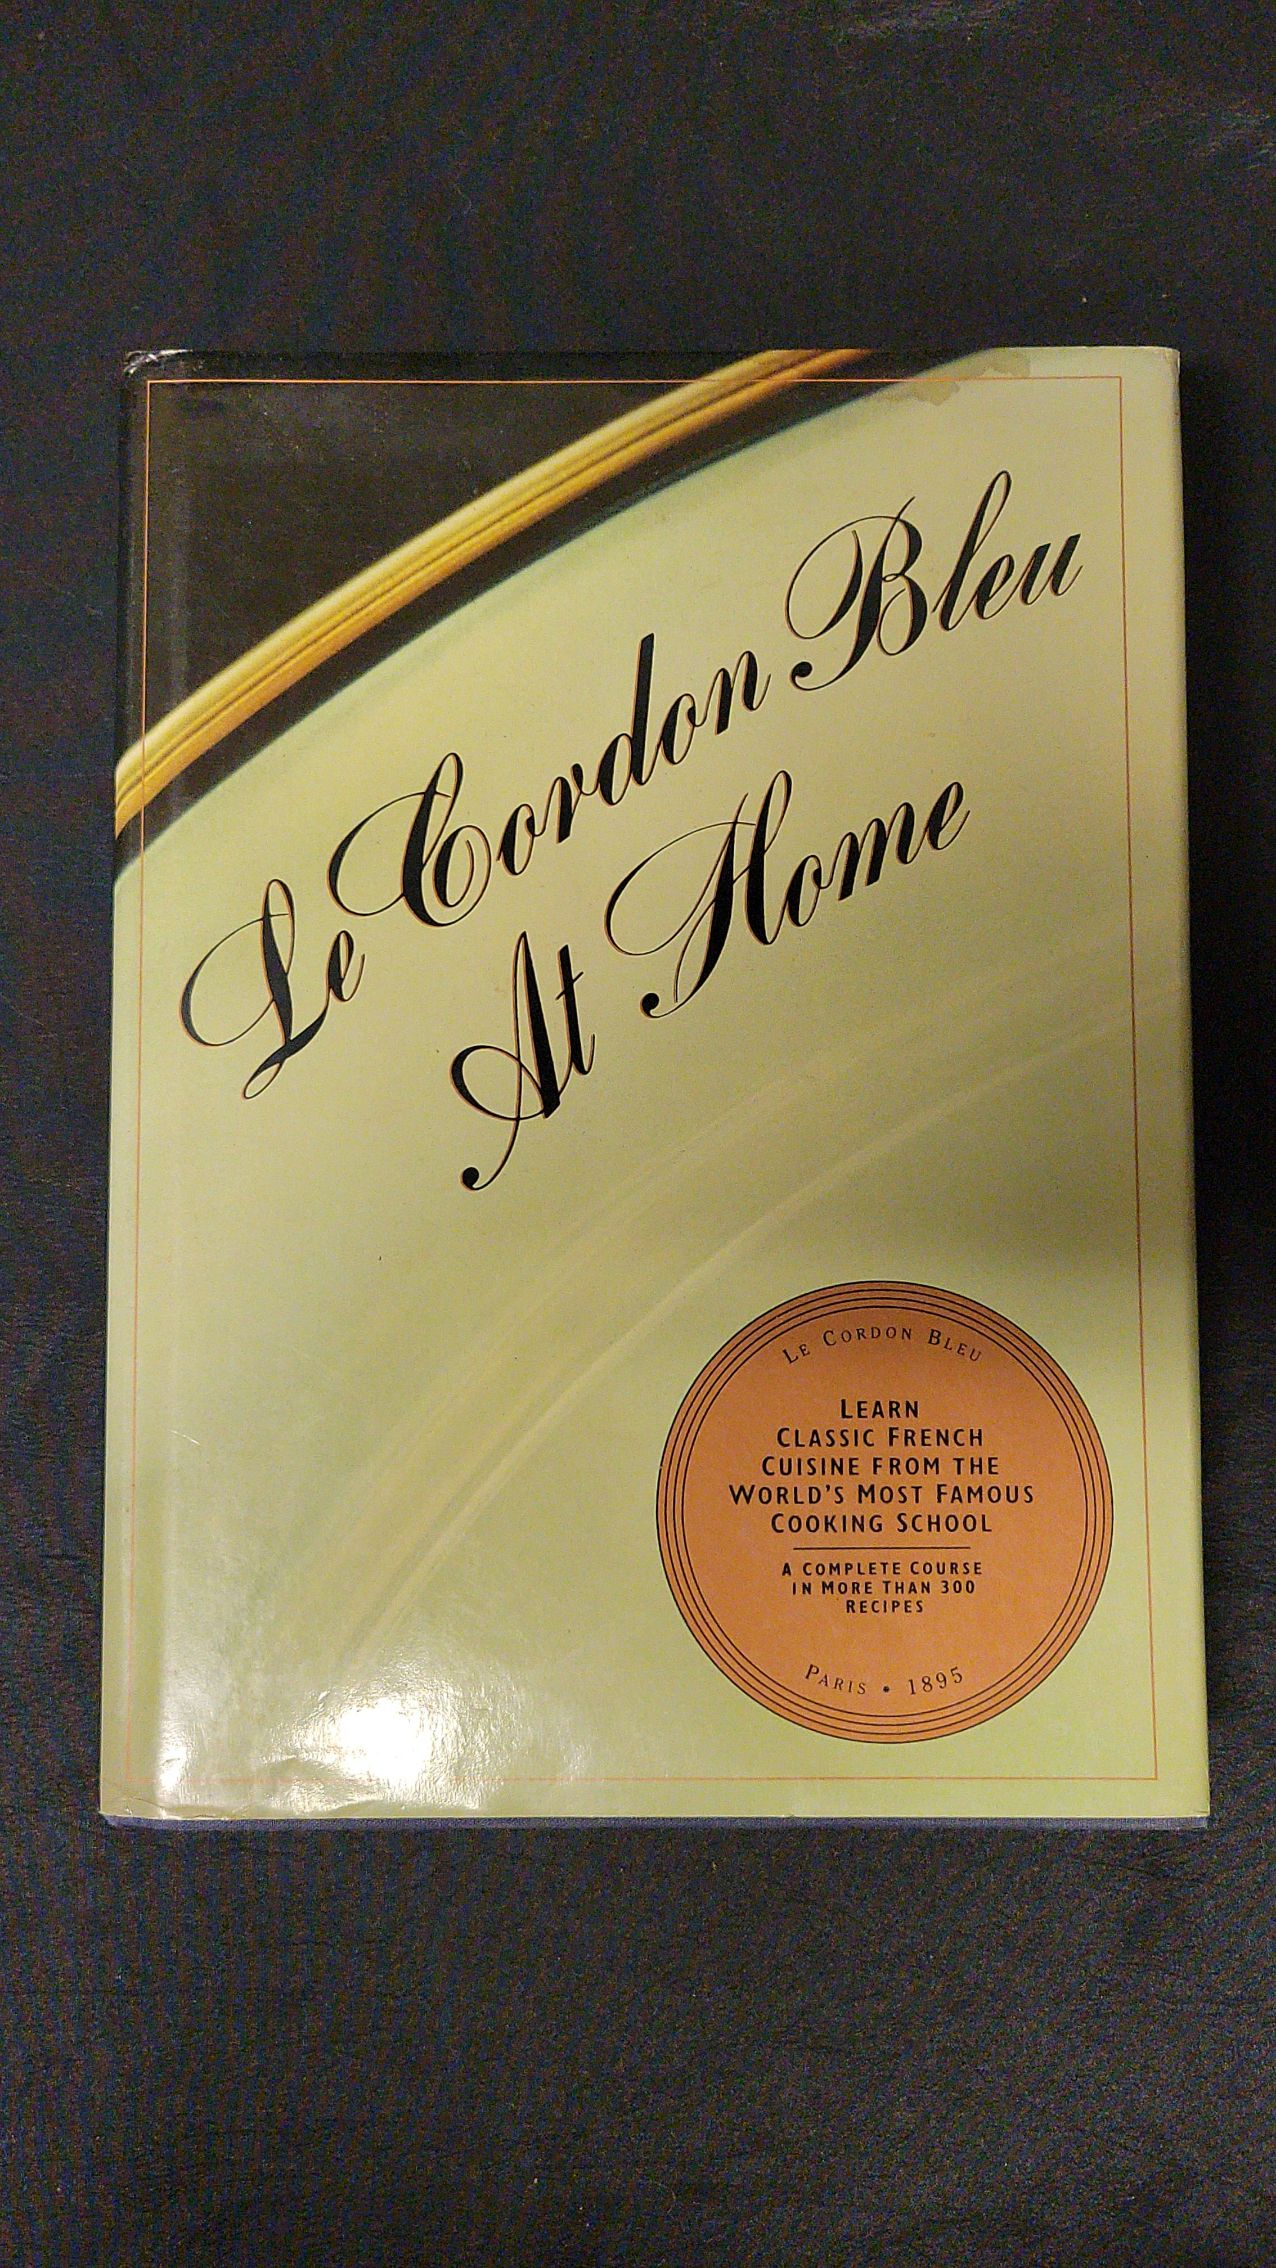 Le Cordon Bleu
At Home
LE CORDON BLEU
LEARN
CLASSIC FRENCH
CUISINE FROM THE
WORLD'S MOST FAMOUS
COOKING SCHOOL
A COMPLETE COURSE
IN MORE THAN 300
RECIPES
PARIS • 1895